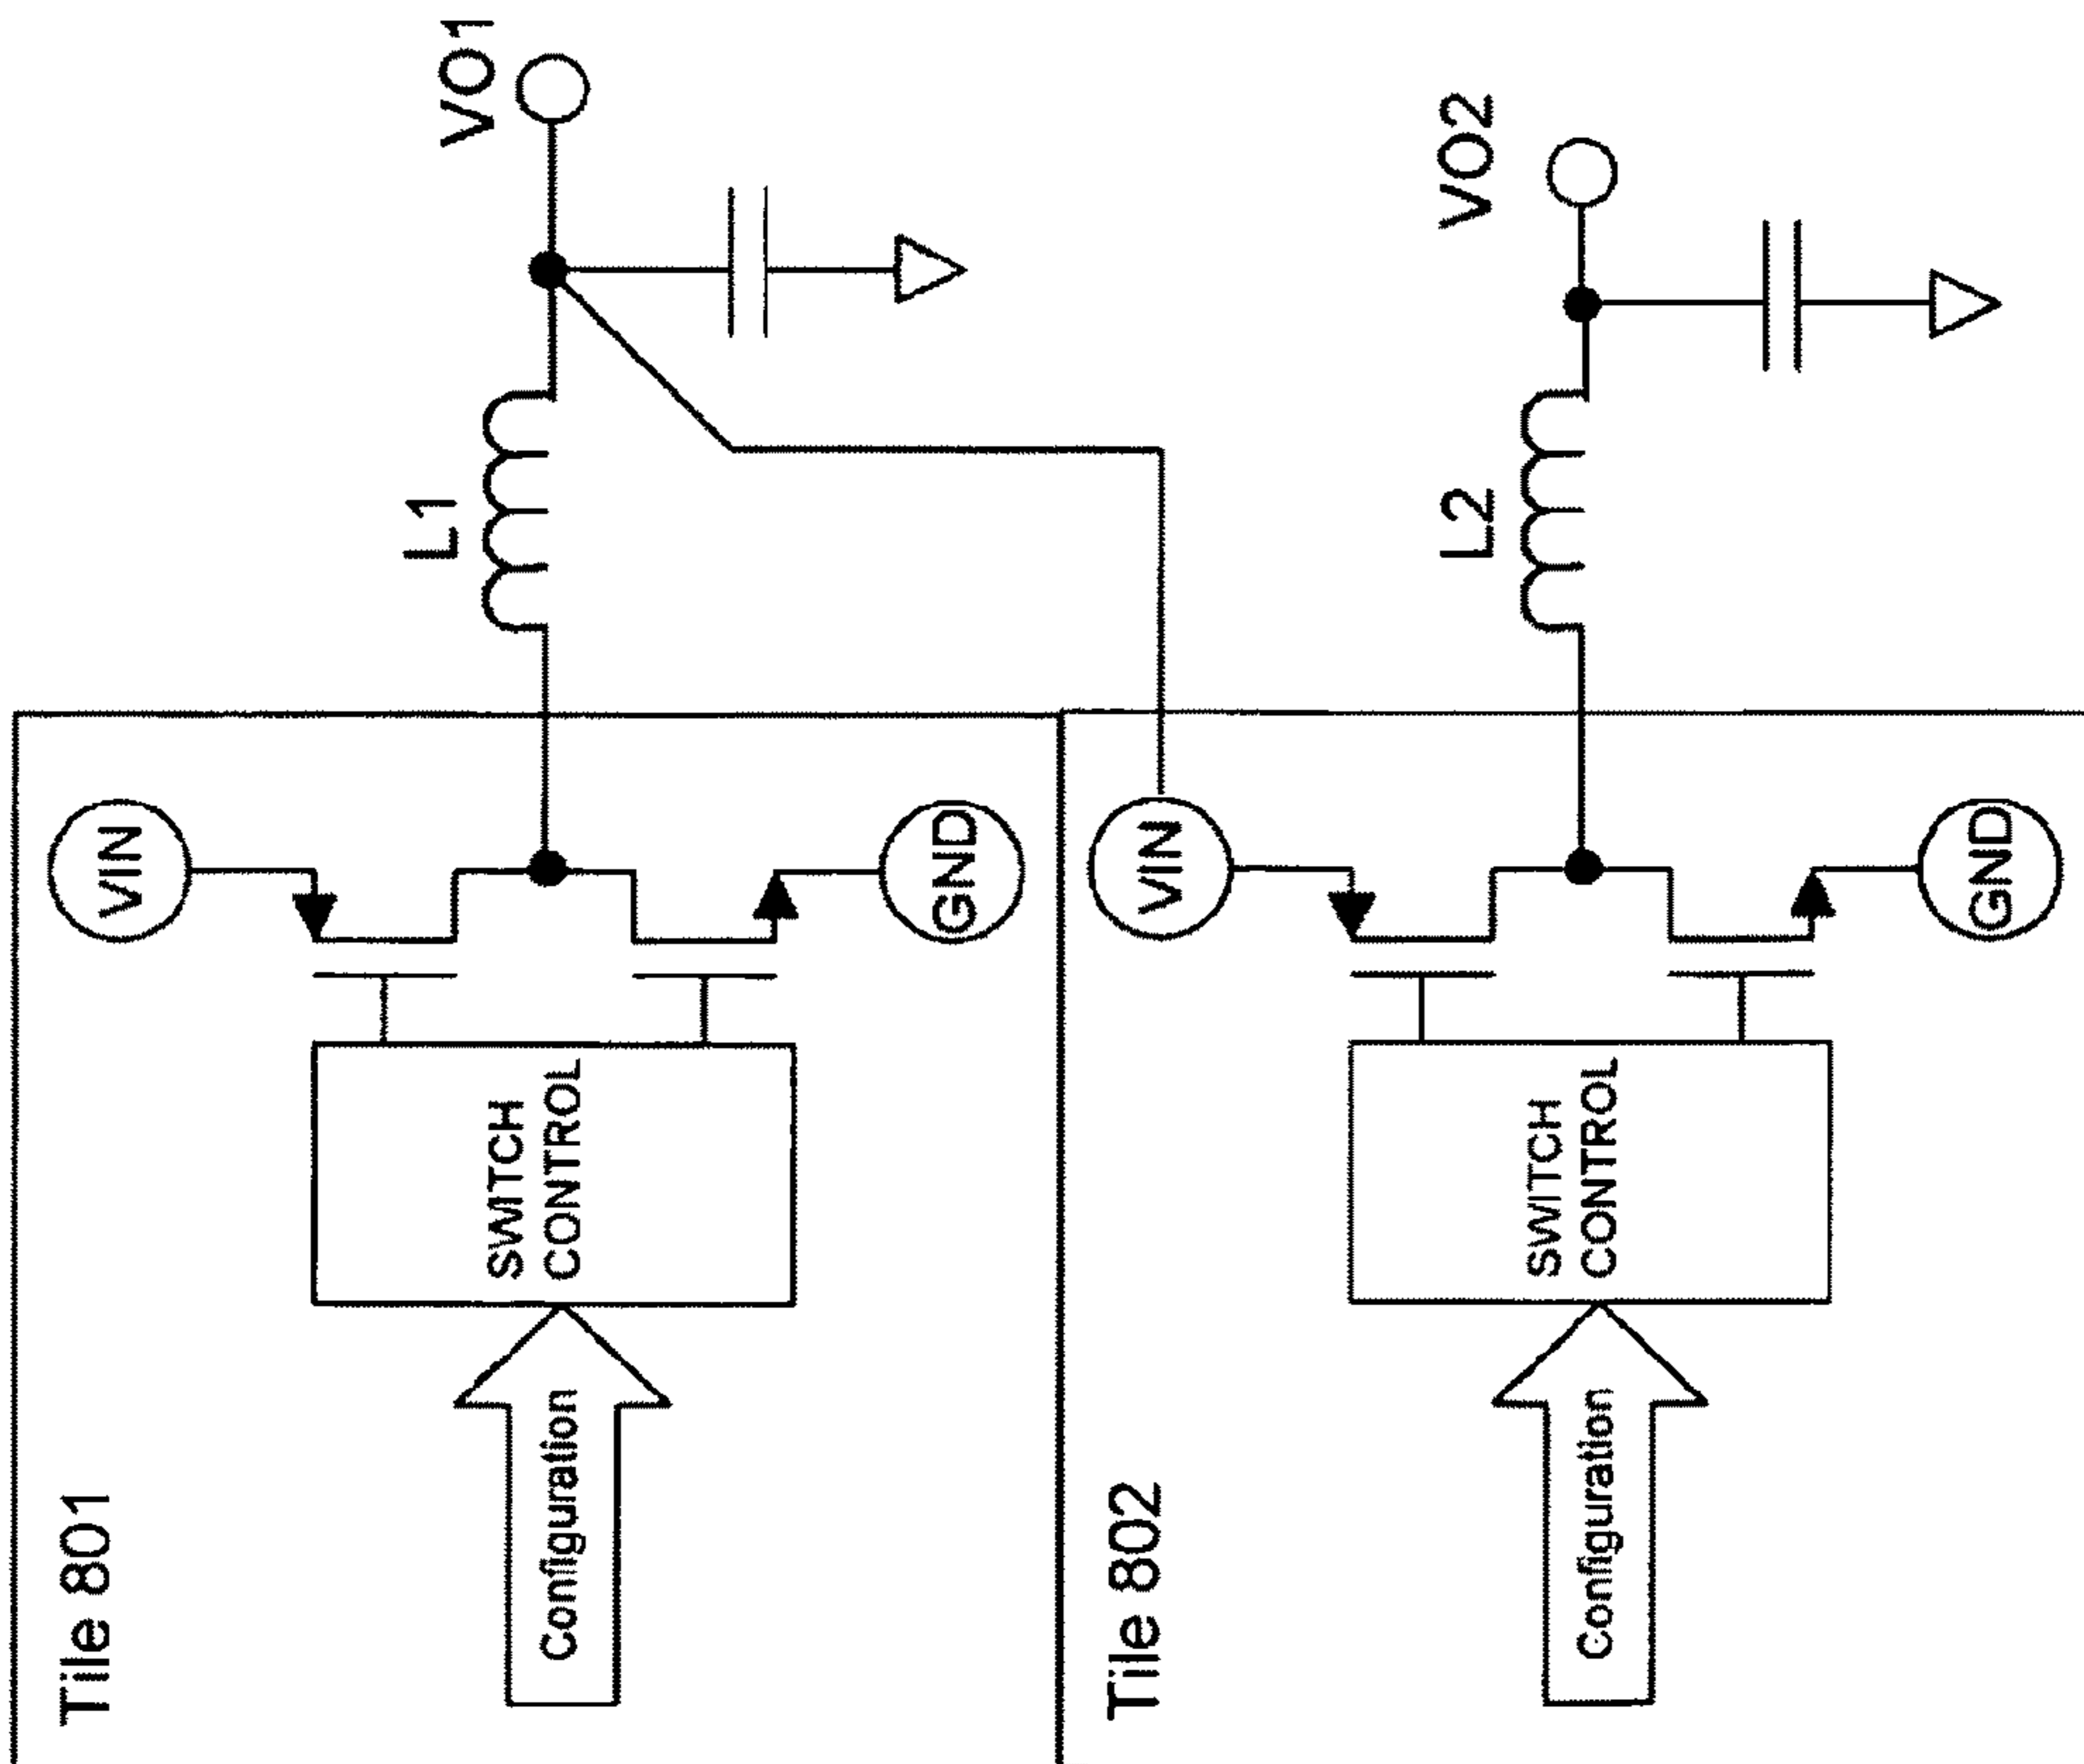 Tile 801
Configuration
SWITCH
CONTROL
VIN
GND
L1
VO1
Tile 802
Configuration
SWITCH
CONTROL
VIN
GND
L2
VO2